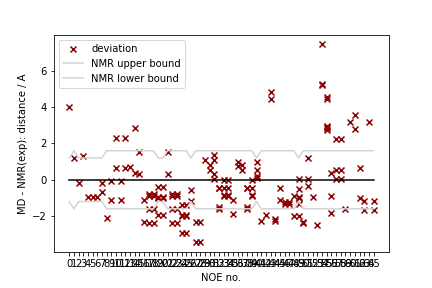 deviation
NMR upper bound
NMR lower bound
MD - NMR(exp): distance / A
6
4
2
0
−2
NOE no.